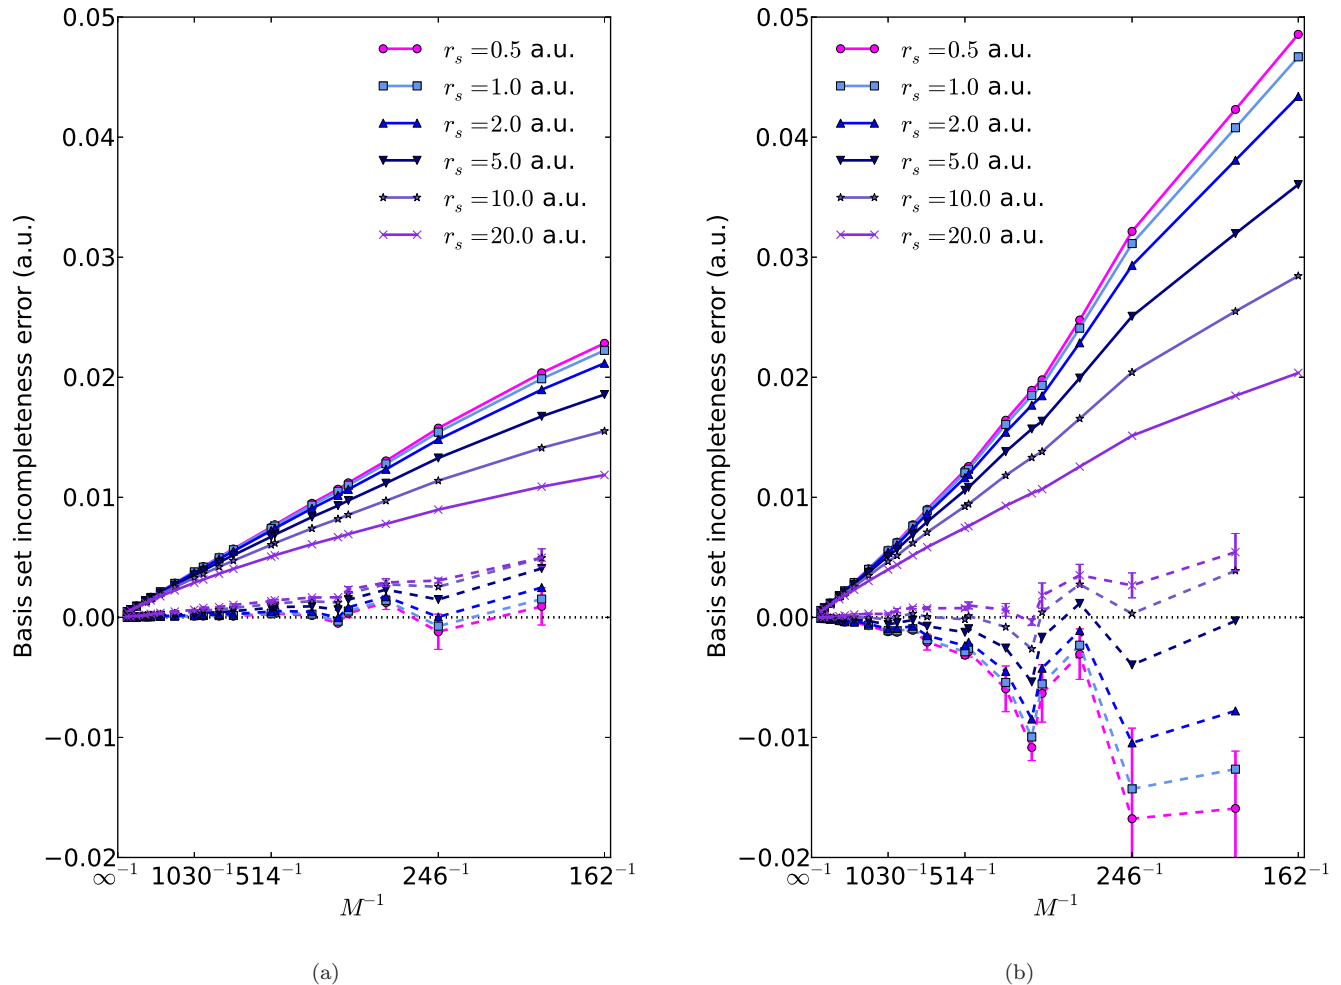 0.05
0.04
0.03
0.02
0.01
0.00
−0.01
−0.02
Basis set incompleteness error (a.u.)
r_s = 0.5 a.u.
r_s = 1.0 a.u.
r_s = 2.0 a.u.
r_s = 5.0 a.u.
r_s = 10.0 a.u.
r_s = 20.0 a.u.
∞⁻¹ 1030⁻¹ 514⁻¹ 246⁻¹ 162⁻¹
M⁻¹
(a)
0.05
0.04
0.03
0.02
0.01
0.00
−0.01
−0.02
Basis set incompleteness error (a.u.)
r_s = 0.5 a.u.
r_s = 1.0 a.u.
r_s = 2.0 a.u.
r_s = 5.0 a.u.
r_s = 10.0 a.u.
r_s = 20.0 a.u.
∞⁻¹ 1030⁻¹ 514⁻¹ 246⁻¹ 162⁻¹
M⁻¹
(b)